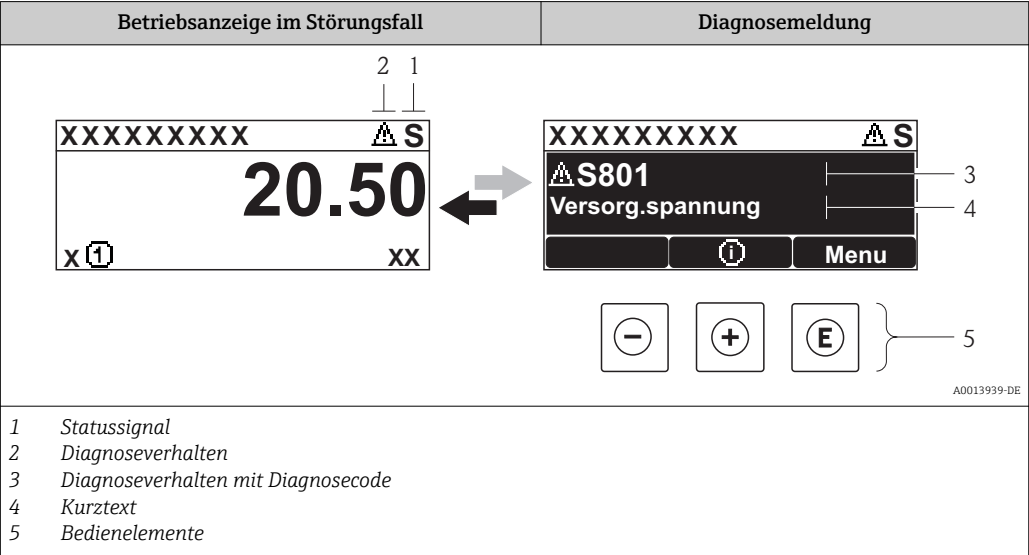 Betriebsanzeige im Störungsfall
Diagnosemeldung
2 1
XXXXXXXXX ⚠ S
20.50
X ① XX
XXXXXXXXX ⚠ S
⚠ S801
Versorg.spannung
ⓘ Menu
3
4
− + E
5
A0013939-DE
1 Statussignal
2 Diagnoseverhalten
3 Diagnoseverhalten mit Diagnosecode
4 Kurztext
5 Bedienelemente